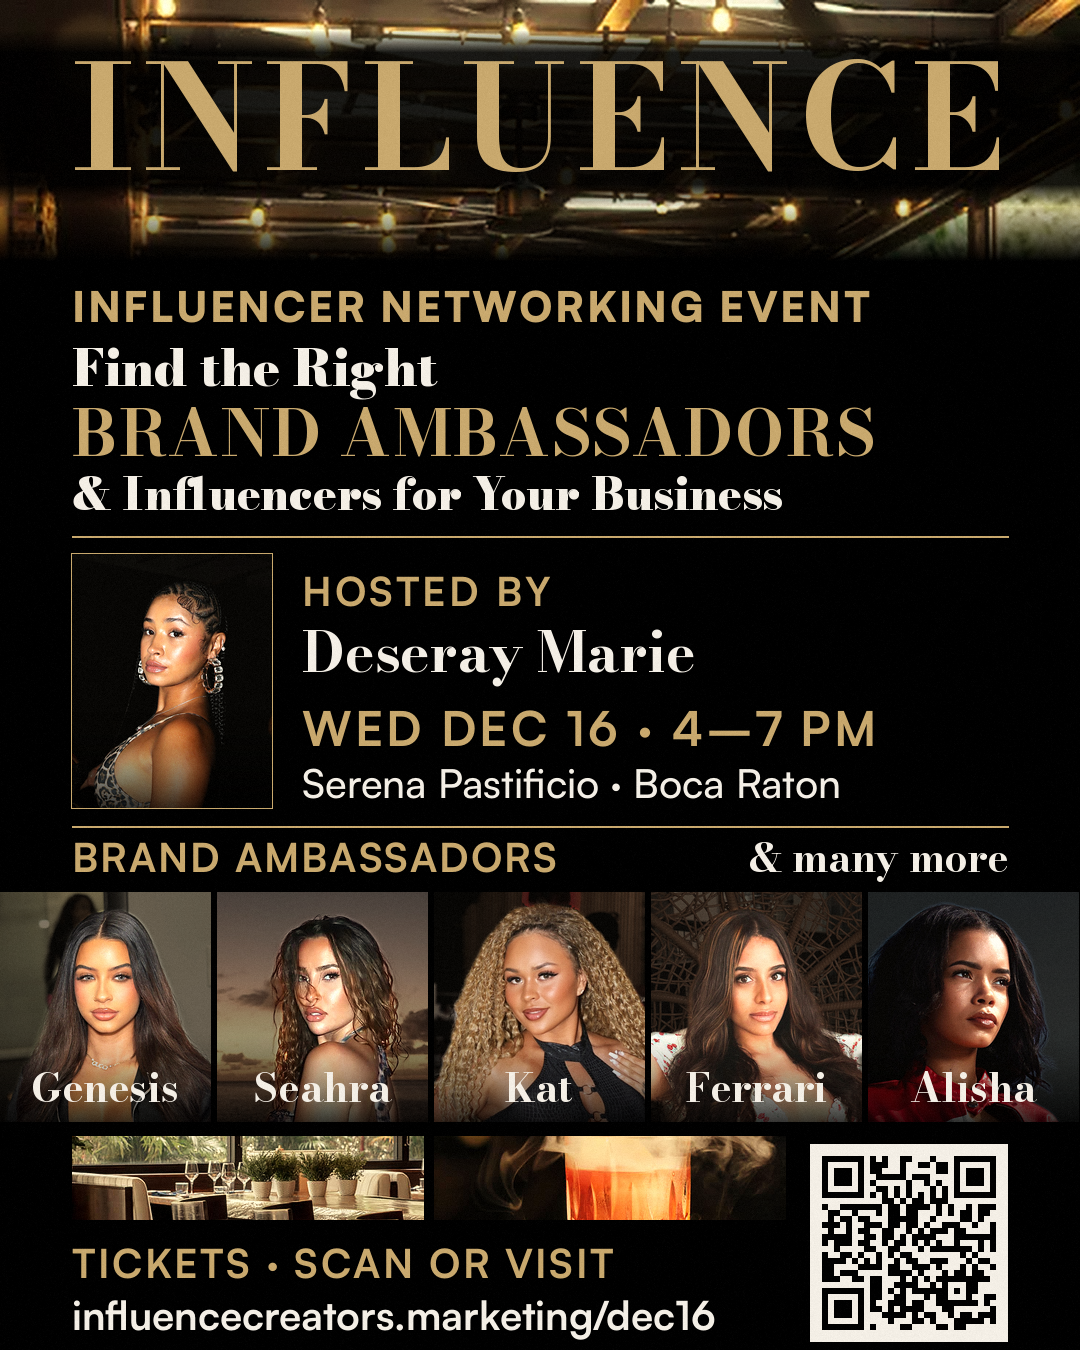 INFLUENCE
INFLUENCER NETWORKING EVENT
Find the Right
BRAND AMBASSADORS
& Influencers for Your Business
HOSTED BY
Deseray Marie
WED DEC 16 · 4—7 PM
Serena Pastificio · Boca Raton
BRAND AMBASSADORS & many more
Genesis Seahra Kat Ferrari Alisha
TICKETS · SCAN OR VISIT
influencecreators.marketing/dec16